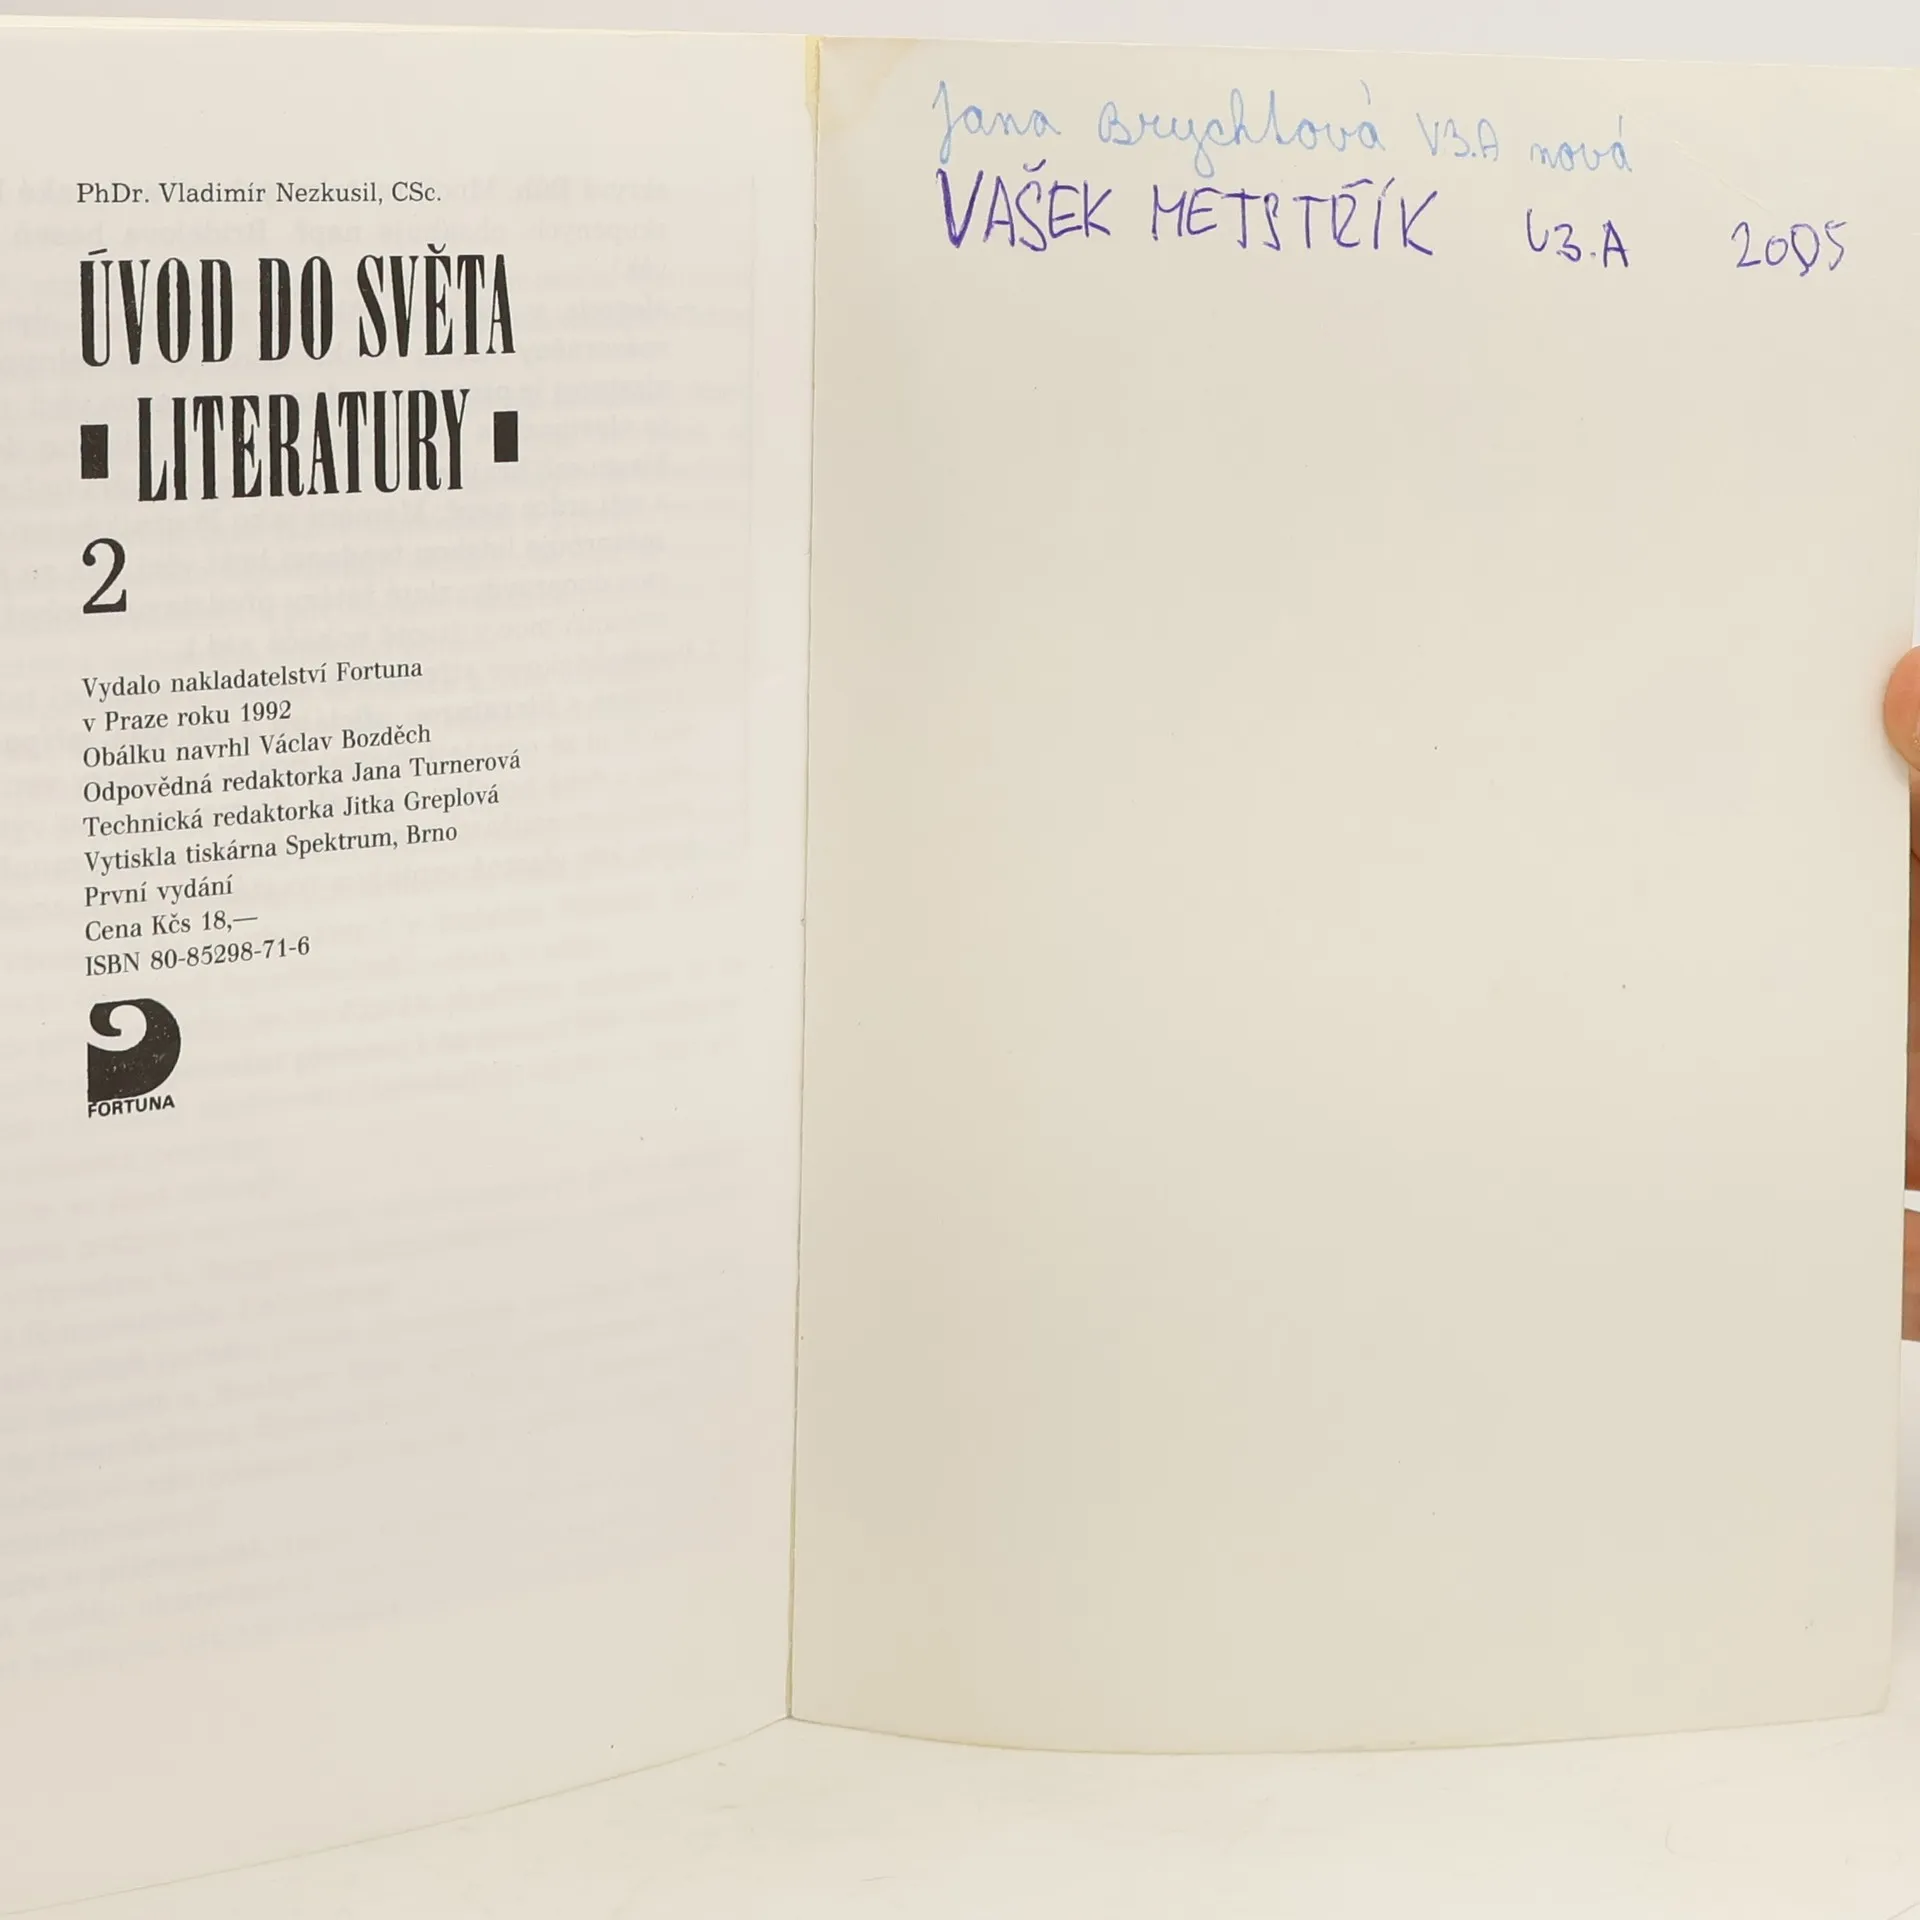 PhDr. Vladimír Nezkusil, CSc.
ÚVOD DO SVĚTA
▪ LITERATURY ▪
2
Vydalo nakladatelství Fortuna
v Praze roku 1992
Obálku navrhl Václav Bozděch
Odpovědná redaktorka Jana Turnerová
Technická redaktorka Jitka Greplová
Vytiskla tiskárna Spektrum, Brno
První vydání
Cena Kčs 18,—
ISBN 80-85298-71-6
FORTUNA
Jana Brychtová V3.A nová
VAŠEK METSTŘÍK V3.A 2005